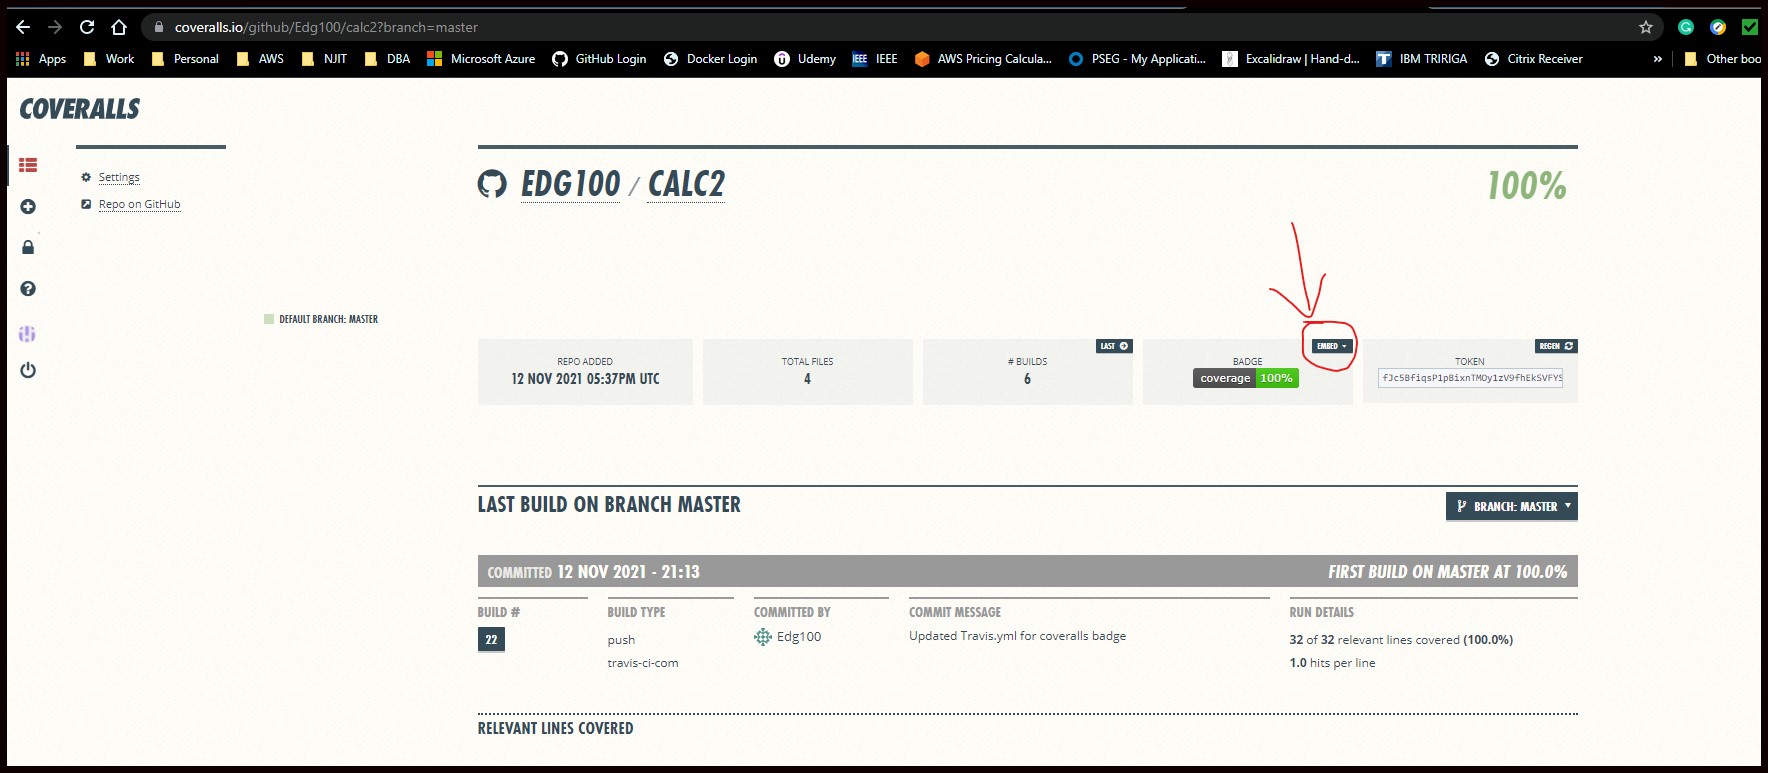 coveralls.io/github/Edg100/calc2?branch=master
Apps Work Personal AWS NJIT DBA Microsoft Azure GitHub Login Docker Login Udemy IEEE IEEE AWS Pricing Calcula... PSEG - My Applicati... Excalidraw | Hand-d... IBM TRIRIGA Citrix Receiver » Other boo
COVERALLS
Settings
Repo on GitHub
EDG100 / CALC2
100%
DEFAULT BRANCH: MASTER
REPO ADDED
12 NOV 2021 05:37PM UTC
TOTAL FILES
4
LAST
# BUILDS
6
EMBED
BADGE
coverage 100%
REGEN
TOKEN
LAST BUILD ON BRANCH MASTER
BRANCH: MASTER
COMMITTED 12 NOV 2021 - 21:13
FIRST BUILD ON MASTER AT 100.0%
BUILD #
22
BUILD TYPE
push
travis-ci-com
COMMITTED BY
Edg100
COMMIT MESSAGE
Updated Travis.yml for coveralls badge
RUN DETAILS
32 of 32 relevant lines covered (100.0%)
1.0 hits per line
RELEVANT LINES COVERED